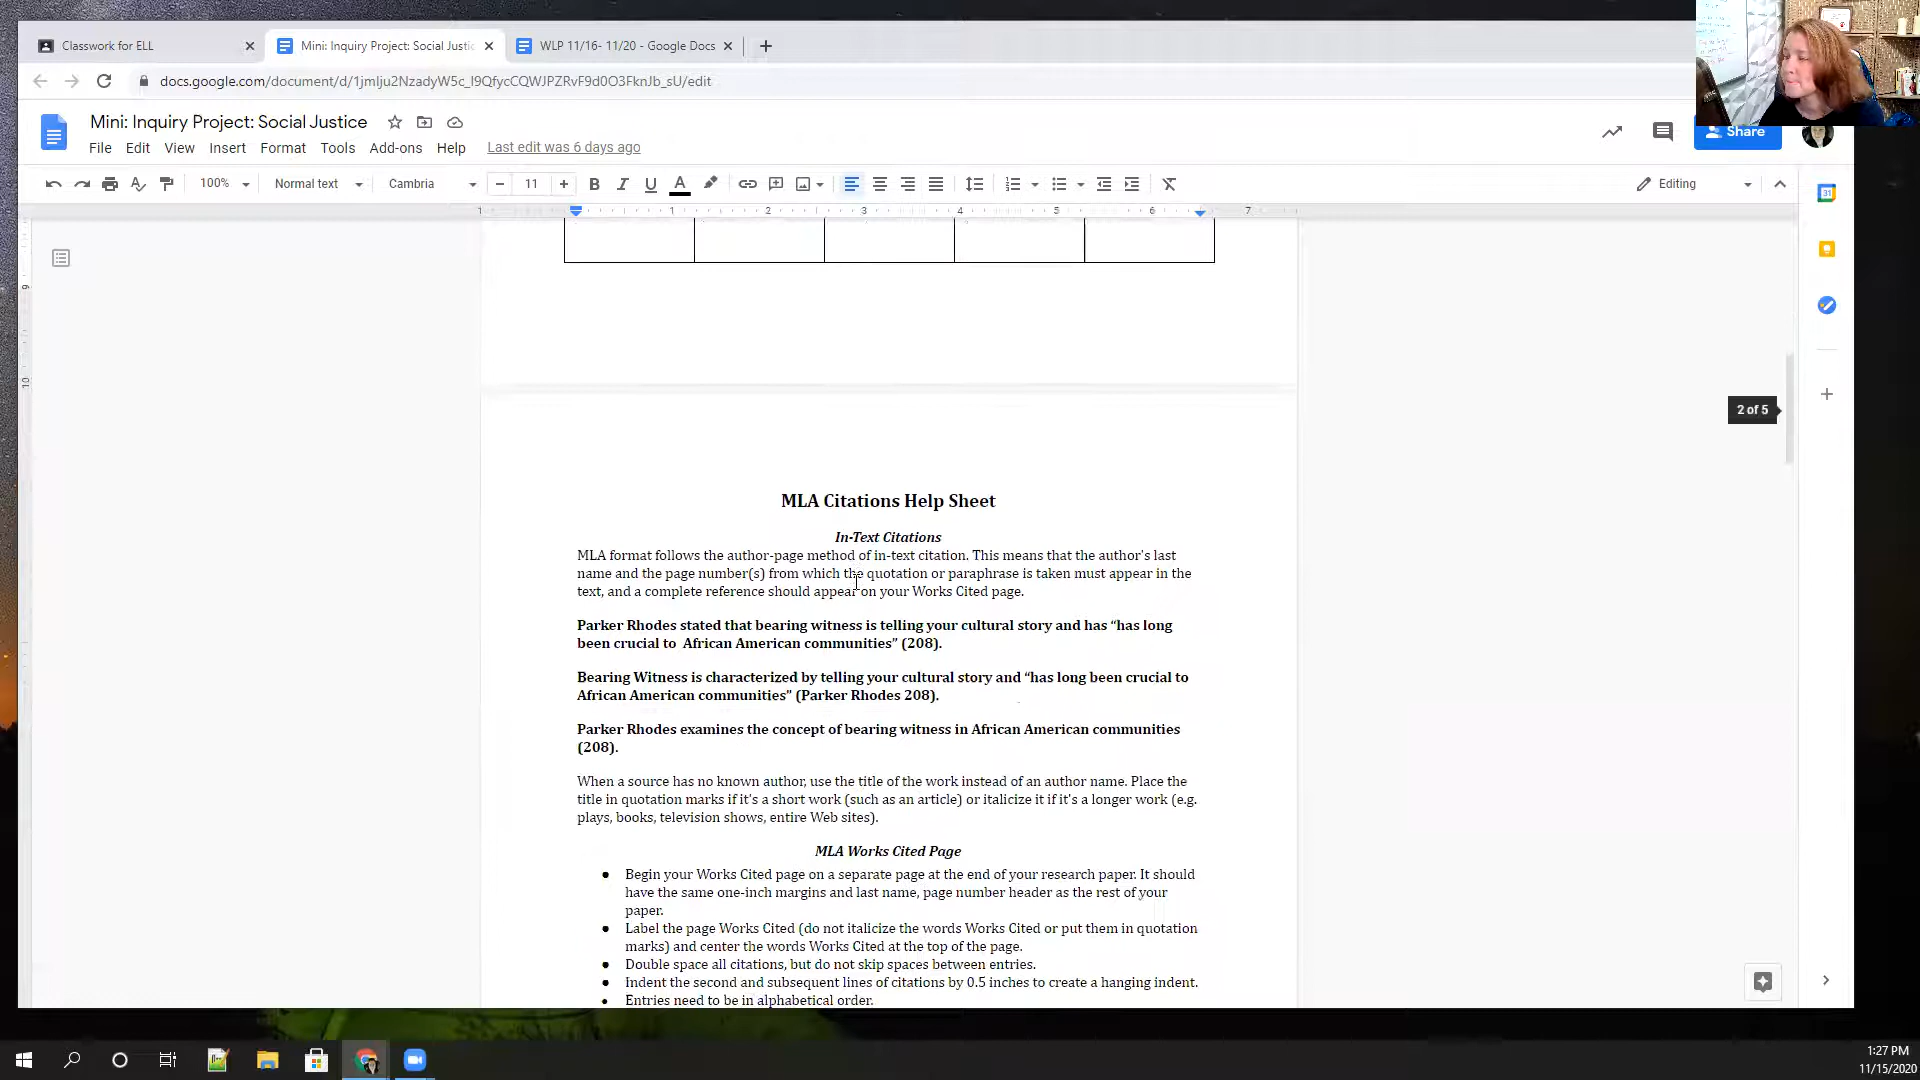 Classwork for ELL
Mini: Inquiry Project: Social Justic
WLP 11/16- 11/20 - Google Docs
docs.google.com/document/d/1jmlju2NzadyW5c_I9QfycCQWJPZRvF9d0O3FknJb_sU/edit
Mini: Inquiry Project: Social Justice
Share
File Edit View Insert Format Tools Add-ons Help Last edit was 6 days ago
100% Normal text Cambria 11 Editing
1 1 2 3 4 5 6 7
9
10
31
2 of 5
MLA Citations Help Sheet
In-Text Citations
MLA format follows the author-page method of in-text citation. This means that the author's last
name and the page number(s) from which the quotation or paraphrase is taken must appear in the
text, and a complete reference should appear on your Works Cited page.
Parker Rhodes stated that bearing witness is telling your cultural story and has “has long
been crucial to  African American communities” (208).
Bearing Witness is characterized by telling your cultural story and “has long been crucial to
African American communities” (Parker Rhodes 208).
Parker Rhodes examines the concept of bearing witness in African American communities
(208).
When a source has no known author, use the title of the work instead of an author name. Place the
title in quotation marks if it's a short work (such as an article) or italicize it if it's a longer work (e.g.
plays, books, television shows, entire Web sites).
MLA Works Cited Page
● Begin your Works Cited page on a separate page at the end of your research paper. It should
have the same one-inch margins and last name, page number header as the rest of your
paper.
● Label the page Works Cited (do not italicize the words Works Cited or put them in quotation
marks) and center the words Works Cited at the top of the page.
● Double space all citations, but do not skip spaces between entries.
● Indent the second and subsequent lines of citations by 0.5 inches to create a hanging indent.
● Entries need to be in alphabetical order.
1:27 PM
11/15/2020